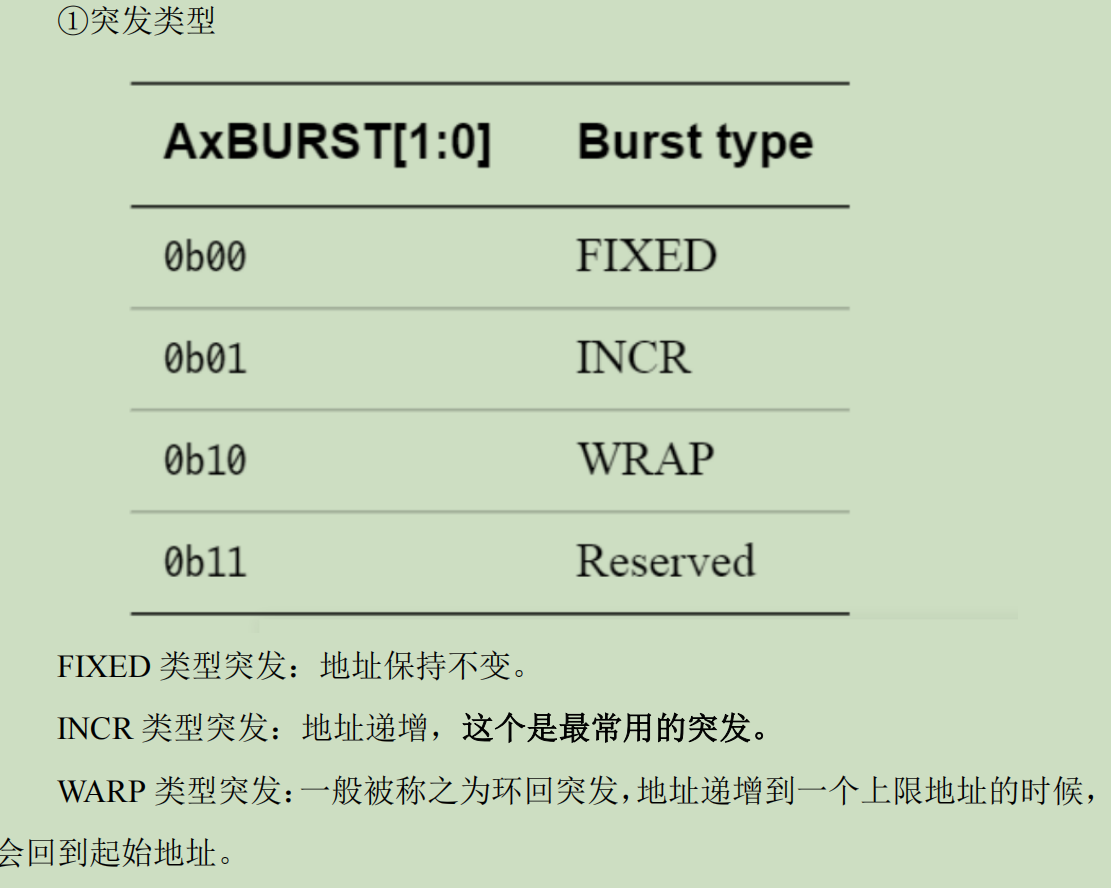 ①突发类型
AxBURST[1:0] Burst type
0b00 FIXED
0b01 INCR
0b10 WRAP
0b11 Reserved
FIXED 类型突发：地址保持不变。
INCR 类型突发：地址递增，这个是最常用的突发。
WARP 类型突发：一般被称之为环回突发，地址递增到一个上限地址的时候，
会回到起始地址。